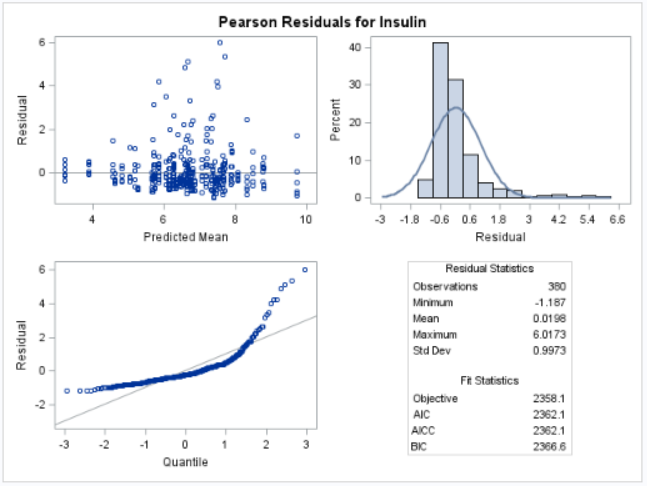 Pearson Residuals for Insulin
6
4
2
0
Residual
4 6 8 10
Predicted Mean
40
30
20
10
0
Percent
-3 -1.8 -0.6 0.6 1.8 3 4.2 5.4 6.6
Residual
6
4
2
0
-2
Residual
-3 -2 -1 0 1 2 3
Quantile
Residual Statistics
Observations 380
Minimum -1.187
Mean 0.0198
Maximum 6.0173
Std Dev 0.9973
Fit Statistics
Objective 2358.1
AIC 2362.1
AICC 2362.1
BIC 2366.6